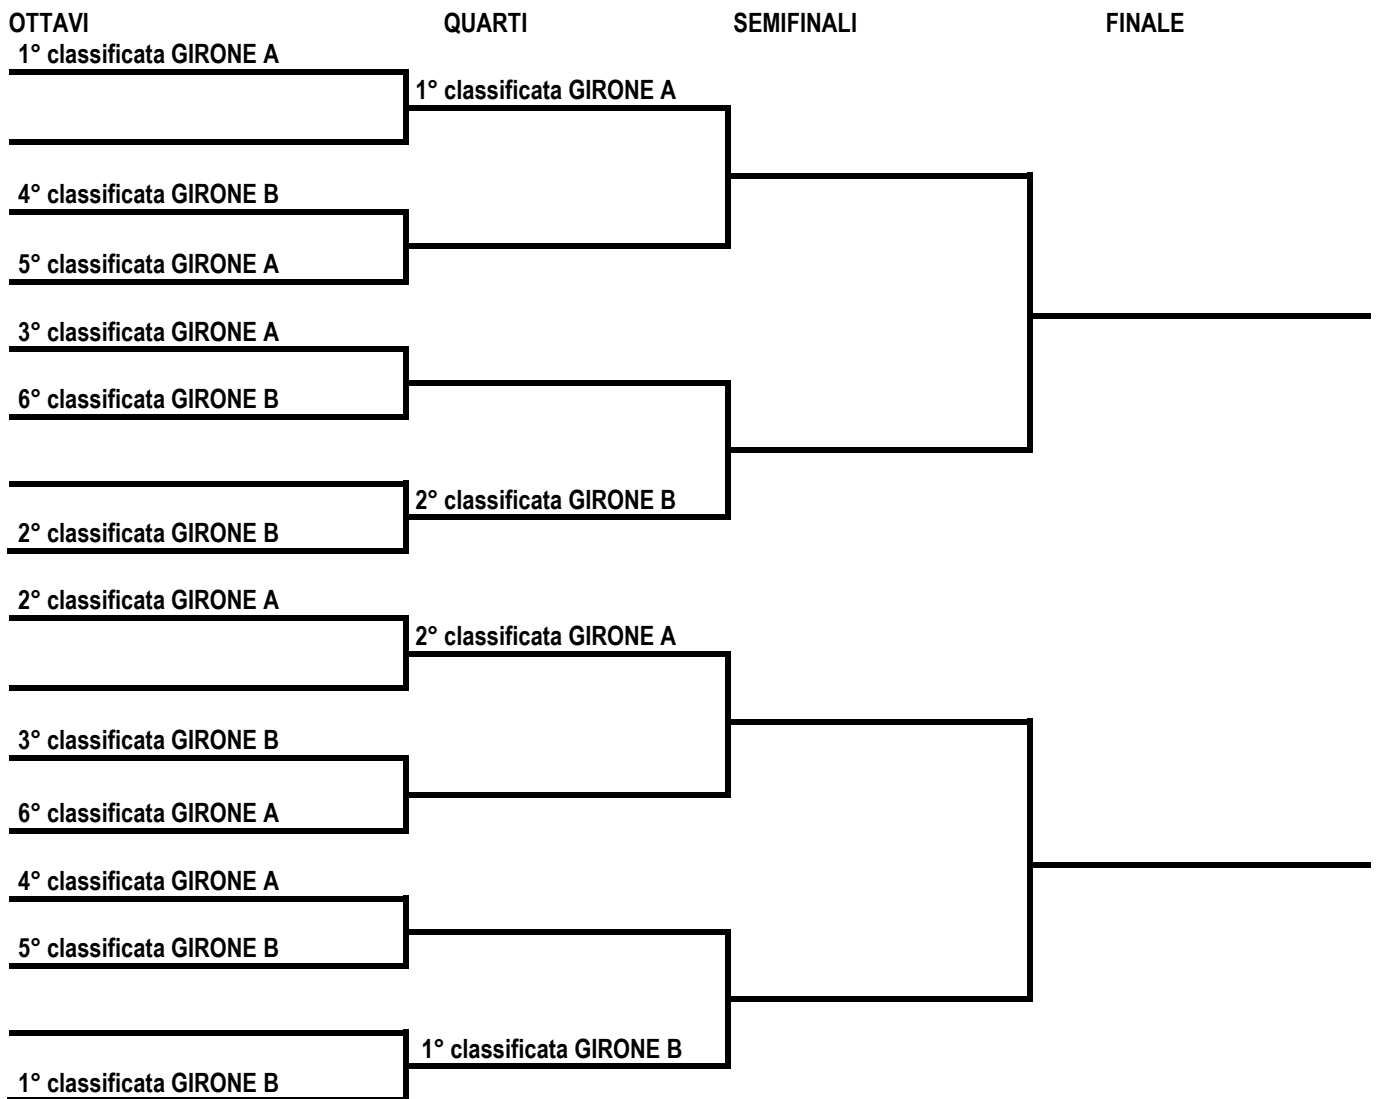 OTTAVI QUARTI SEMIFINALI FINALE
1° classificata GIRONE A
1° classificata GIRONE A
4° classificata GIRONE B
5° classificata GIRONE A
3° classificata GIRONE A
6° classificata GIRONE B
2° classificata GIRONE B
2° classificata GIRONE B
2° classificata GIRONE A
2° classificata GIRONE A
3° classificata GIRONE B
6° classificata GIRONE A
4° classificata GIRONE A
5° classificata GIRONE B
1° classificata GIRONE B
1° classificata GIRONE B